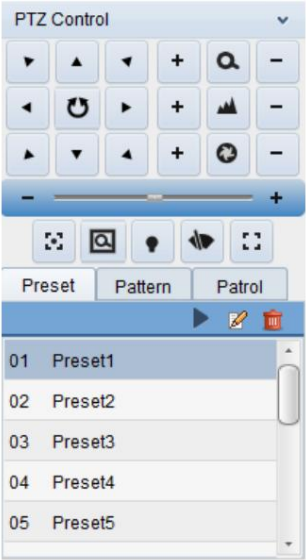 PTZ Control
+ -
+ -
+ -
- +
Preset Pattern Patrol
01 Preset1
02 Preset2
03 Preset3
04 Preset4
05 Preset5